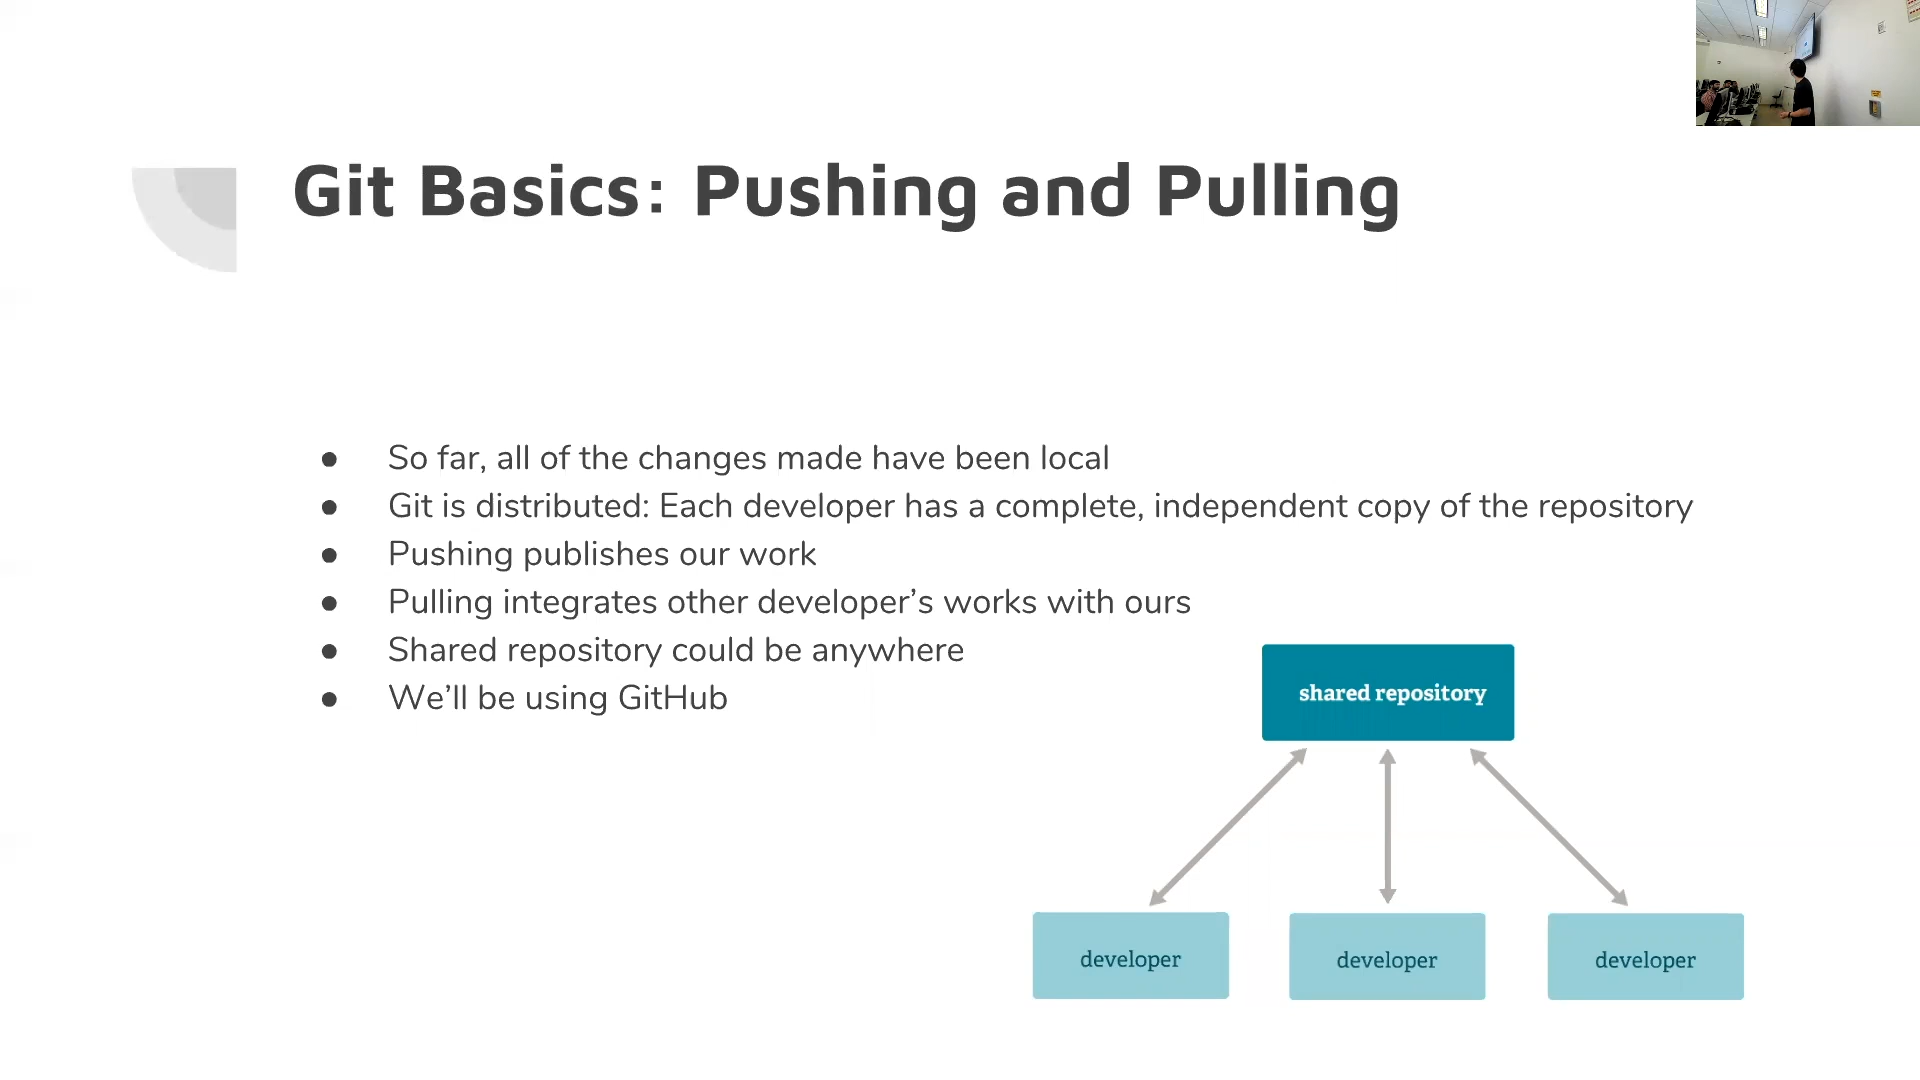 Git Basics: Pushing and Pulling
● So far, all of the changes made have been local
● Git is distributed: Each developer has a complete, independent copy of the repository
● Pushing publishes our work
● Pulling integrates other developer’s works with ours
● Shared repository could be anywhere
● We’ll be using GitHub
shared repository
developer
developer
developer